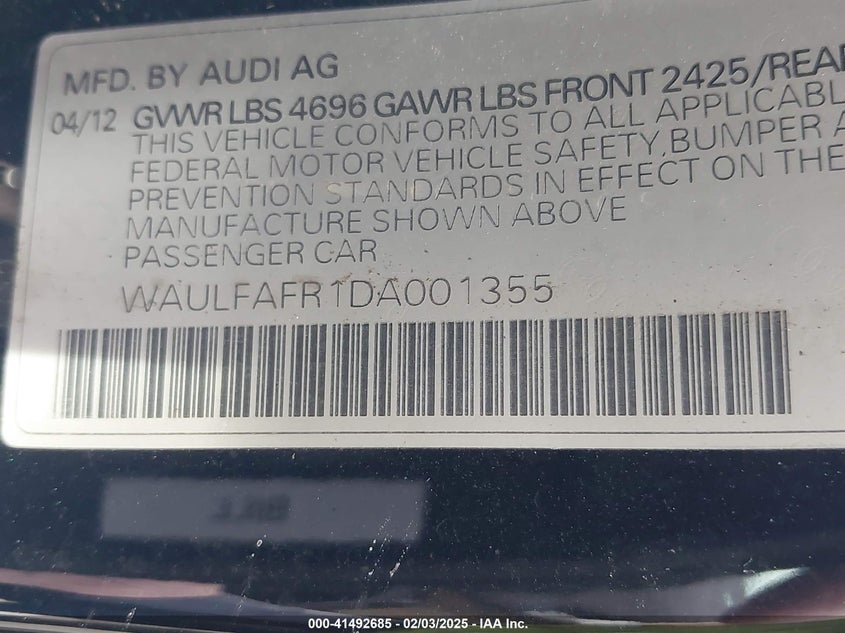 MFD. BY AUDI AG
04/12 GVWR LBS 4696 GAWR LBS FRONT 2425/REAR
THIS VEHICLE CONFORMS TO ALL APPLICABLE
FEDERAL MOTOR VEHICLE SAFETY, BUMPER A
PREVENTION STANDARDS IN EFFECT ON THE
MANUFACTURE SHOWN ABOVE
PASSENGER CAR
WAULFAFR1DA001355
000-41492685 - 02/03/2025 - IAA Inc.